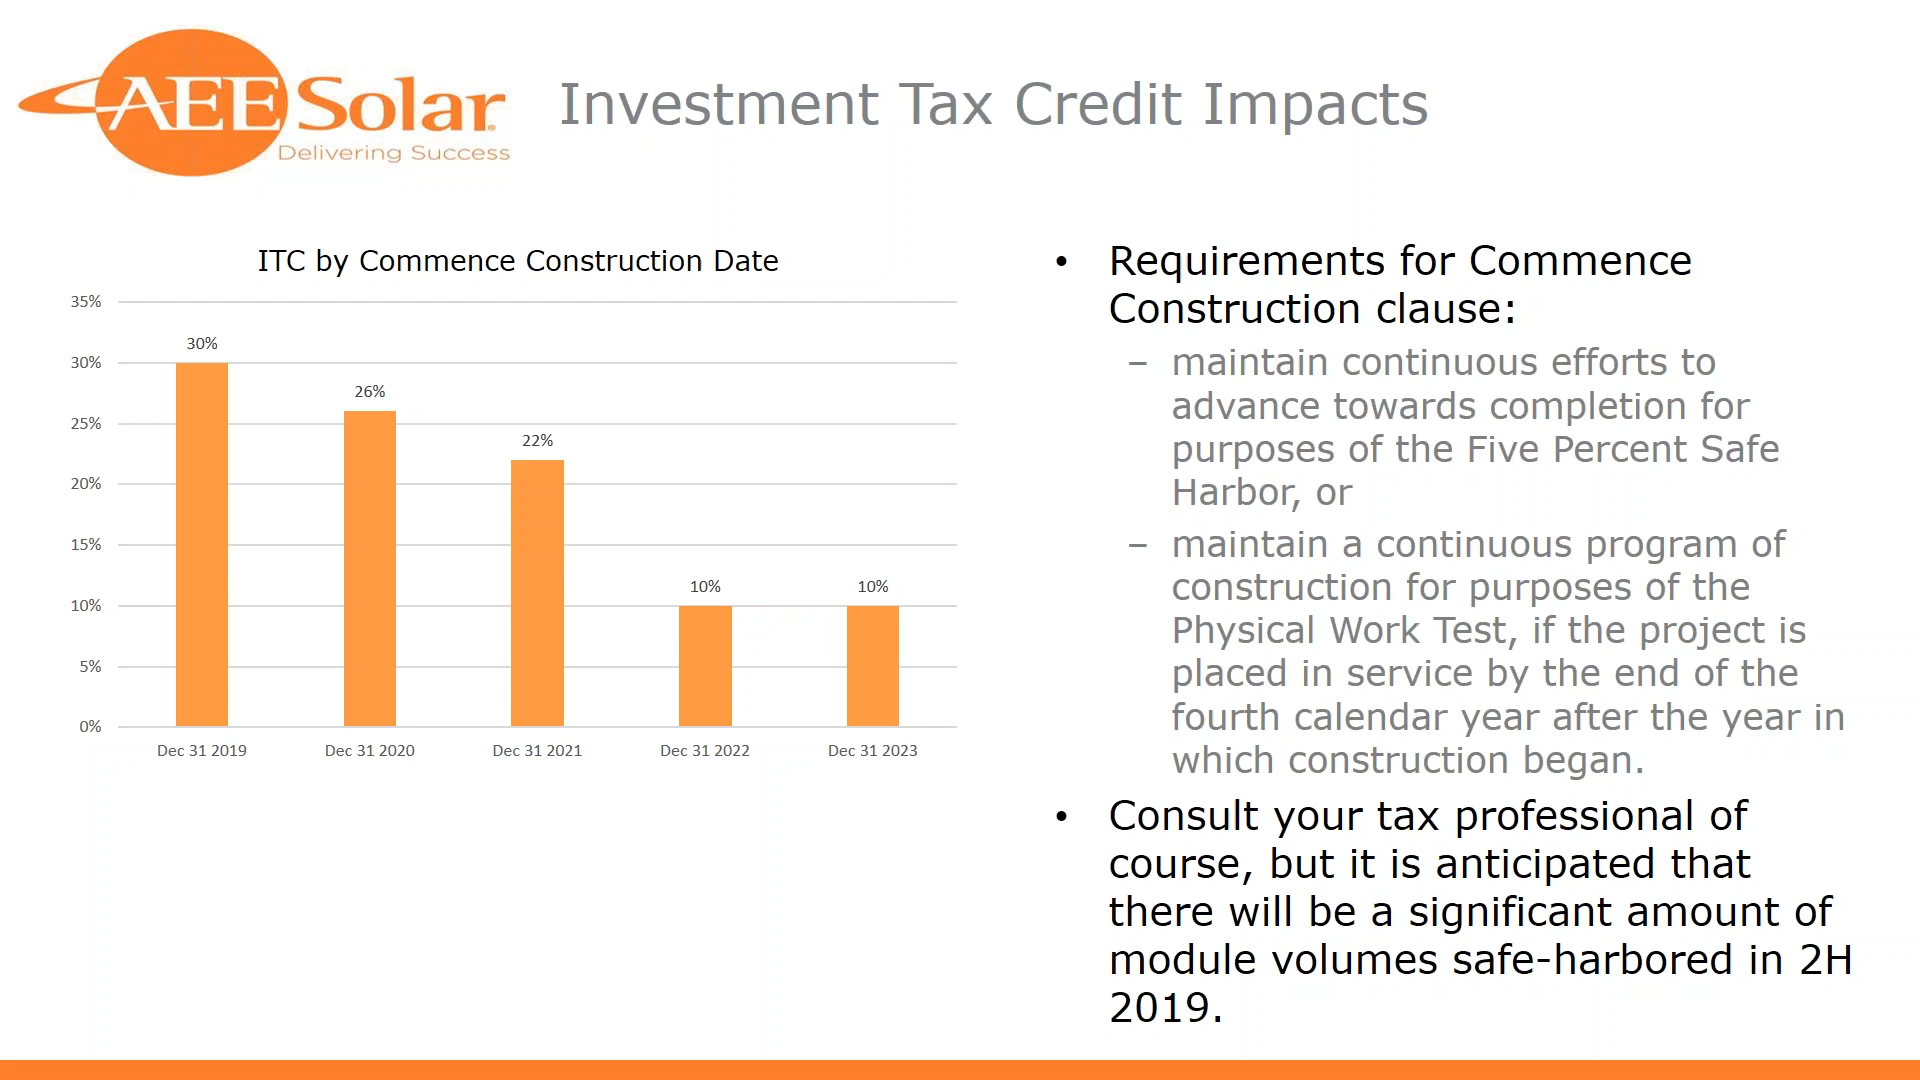 AEE Solar
Delivering Success
Investment Tax Credit Impacts
ITC by Commence Construction Date
35%
30%
25%
20%
15%
10%
5%
0%
30%
26%
22%
10%
10%
Dec 31 2019
Dec 31 2020
Dec 31 2021
Dec 31 2022
Dec 31 2023
• Requirements for Commence
Construction clause:
– maintain continuous efforts to
advance towards completion for
purposes of the Five Percent Safe
Harbor, or
– maintain a continuous program of
construction for purposes of the
Physical Work Test, if the project is
placed in service by the end of the
fourth calendar year after the year in
which construction began.
• Consult your tax professional of
course, but it is anticipated that
there will be a significant amount of
module volumes safe-harbored in 2H
2019.